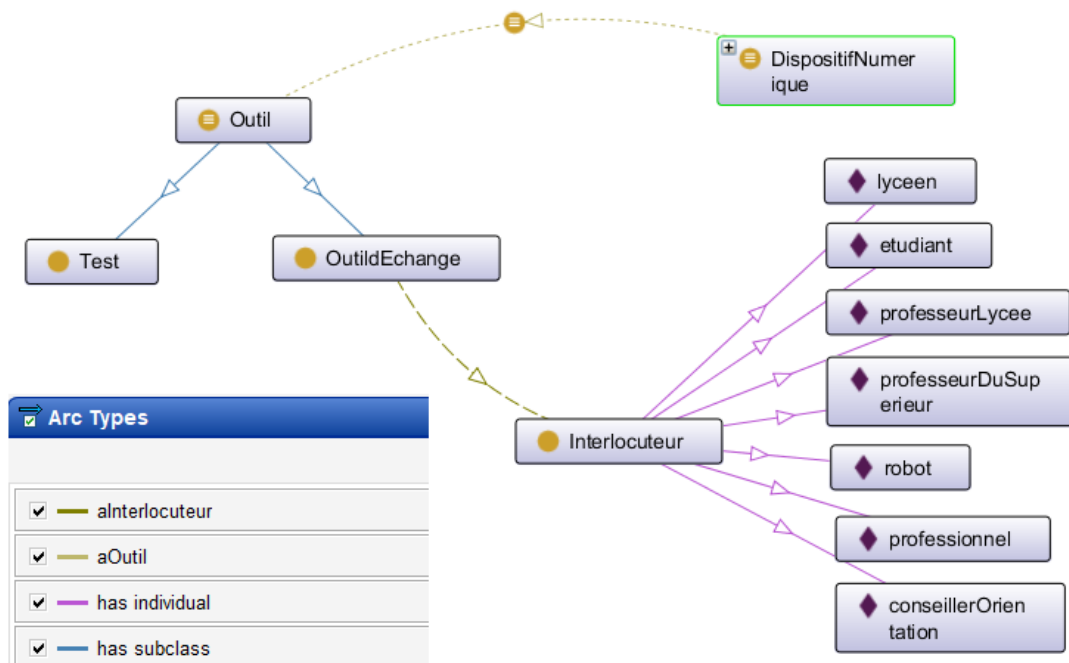 DispositifNumer
ique
Outil
Test
OutildEchange
lyceen
etudiant
professeurLycee
professeurDuSup
erieur
Interlocuteur
robot
professionnel
conseillerOrien
tation
Arc Types
aInterlocuteur
aOutil
has individual
has subclass